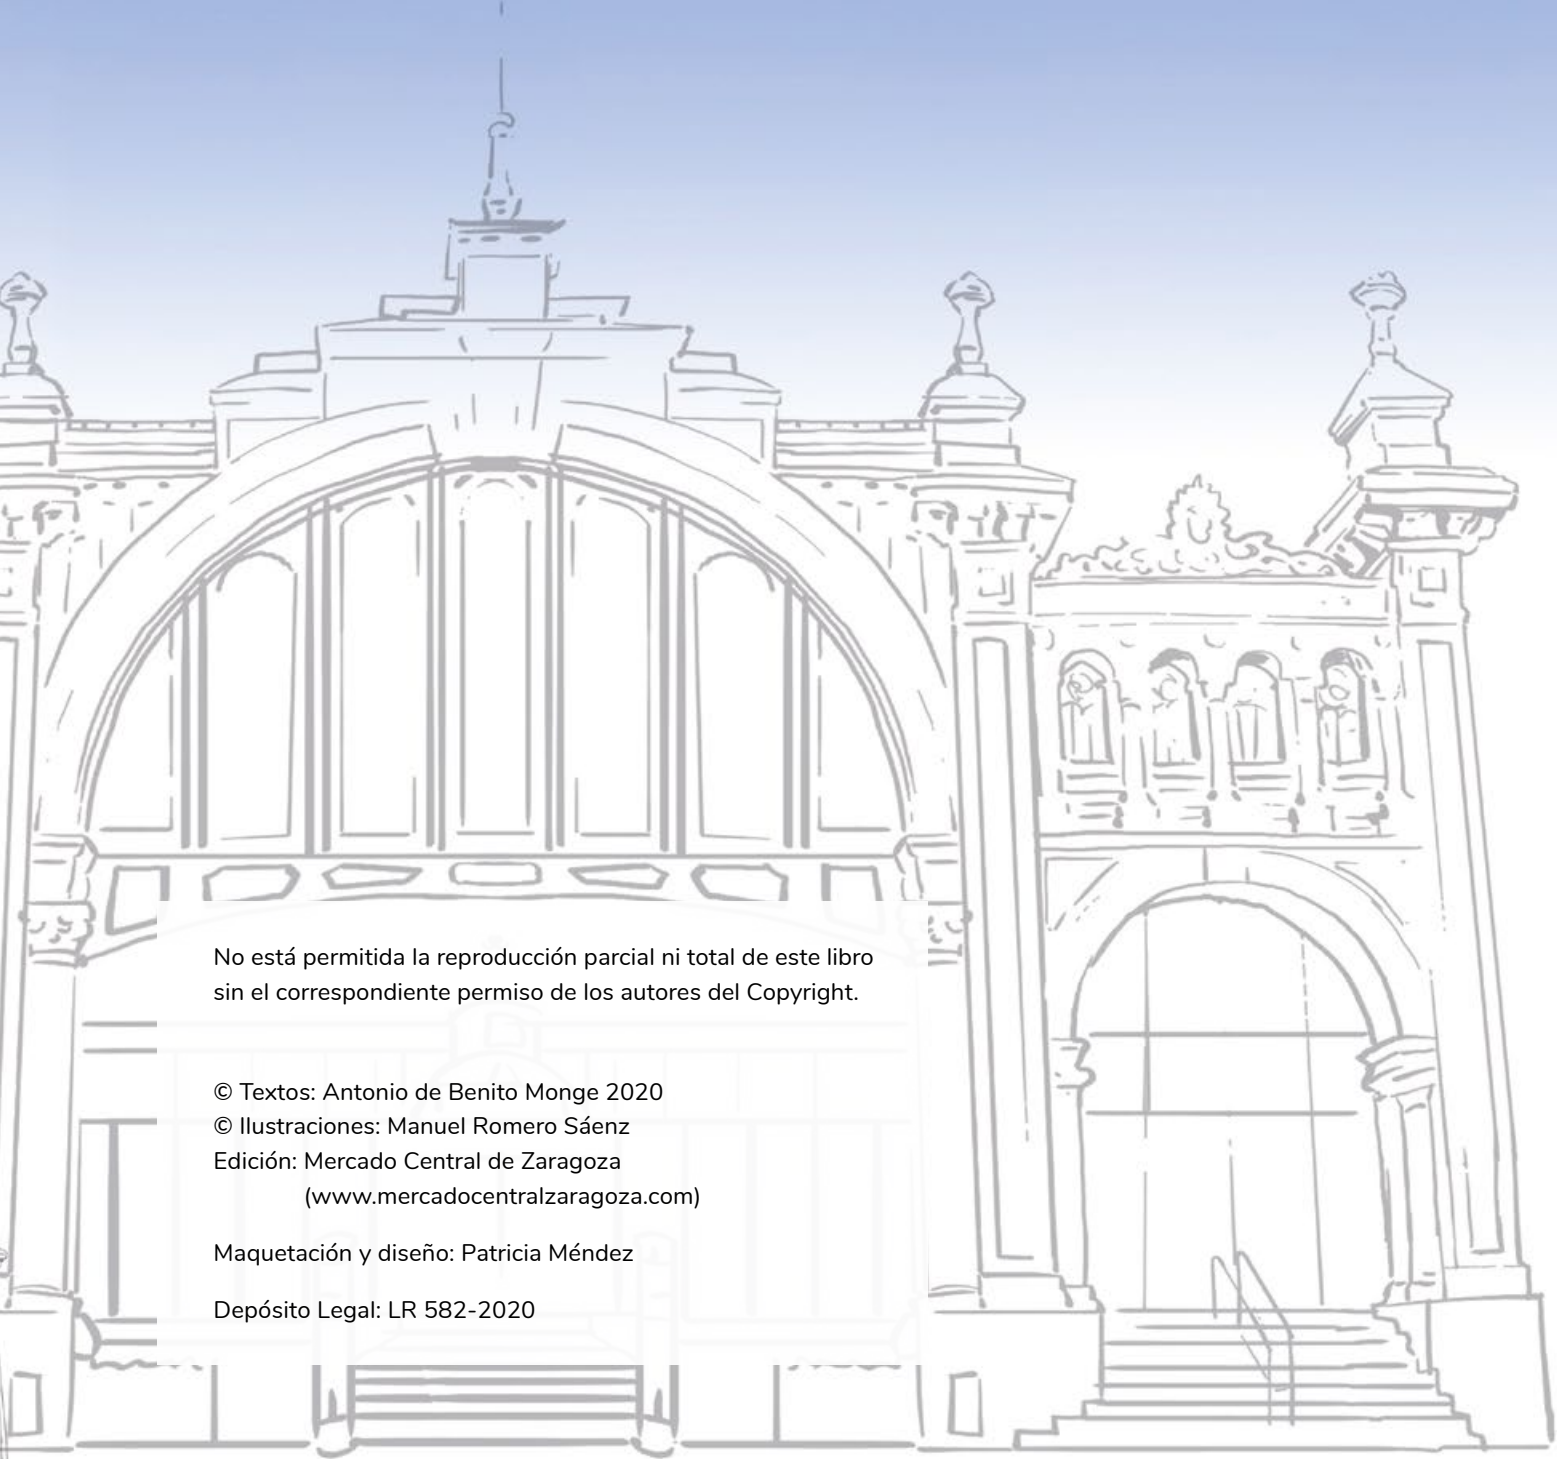 No está permitida la reproducción parcial ni total de este libro
sin el correspondiente permiso de los autores del Copyright.
© Textos: Antonio de Benito Monge 2020
© Ilustraciones: Manuel Romero Sáenz
Edición: Mercado Central de Zaragoza
(www.mercadocentralzaragoza.com)
Maquetación y diseño: Patricia Méndez
Depósito Legal: LR 582-2020